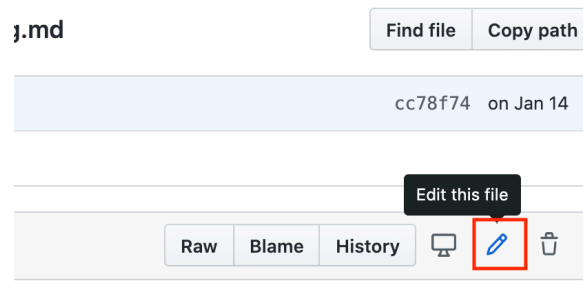 g.md
Find file Copy path
cc78f74 on Jan 14
Edit this file
Raw Blame History